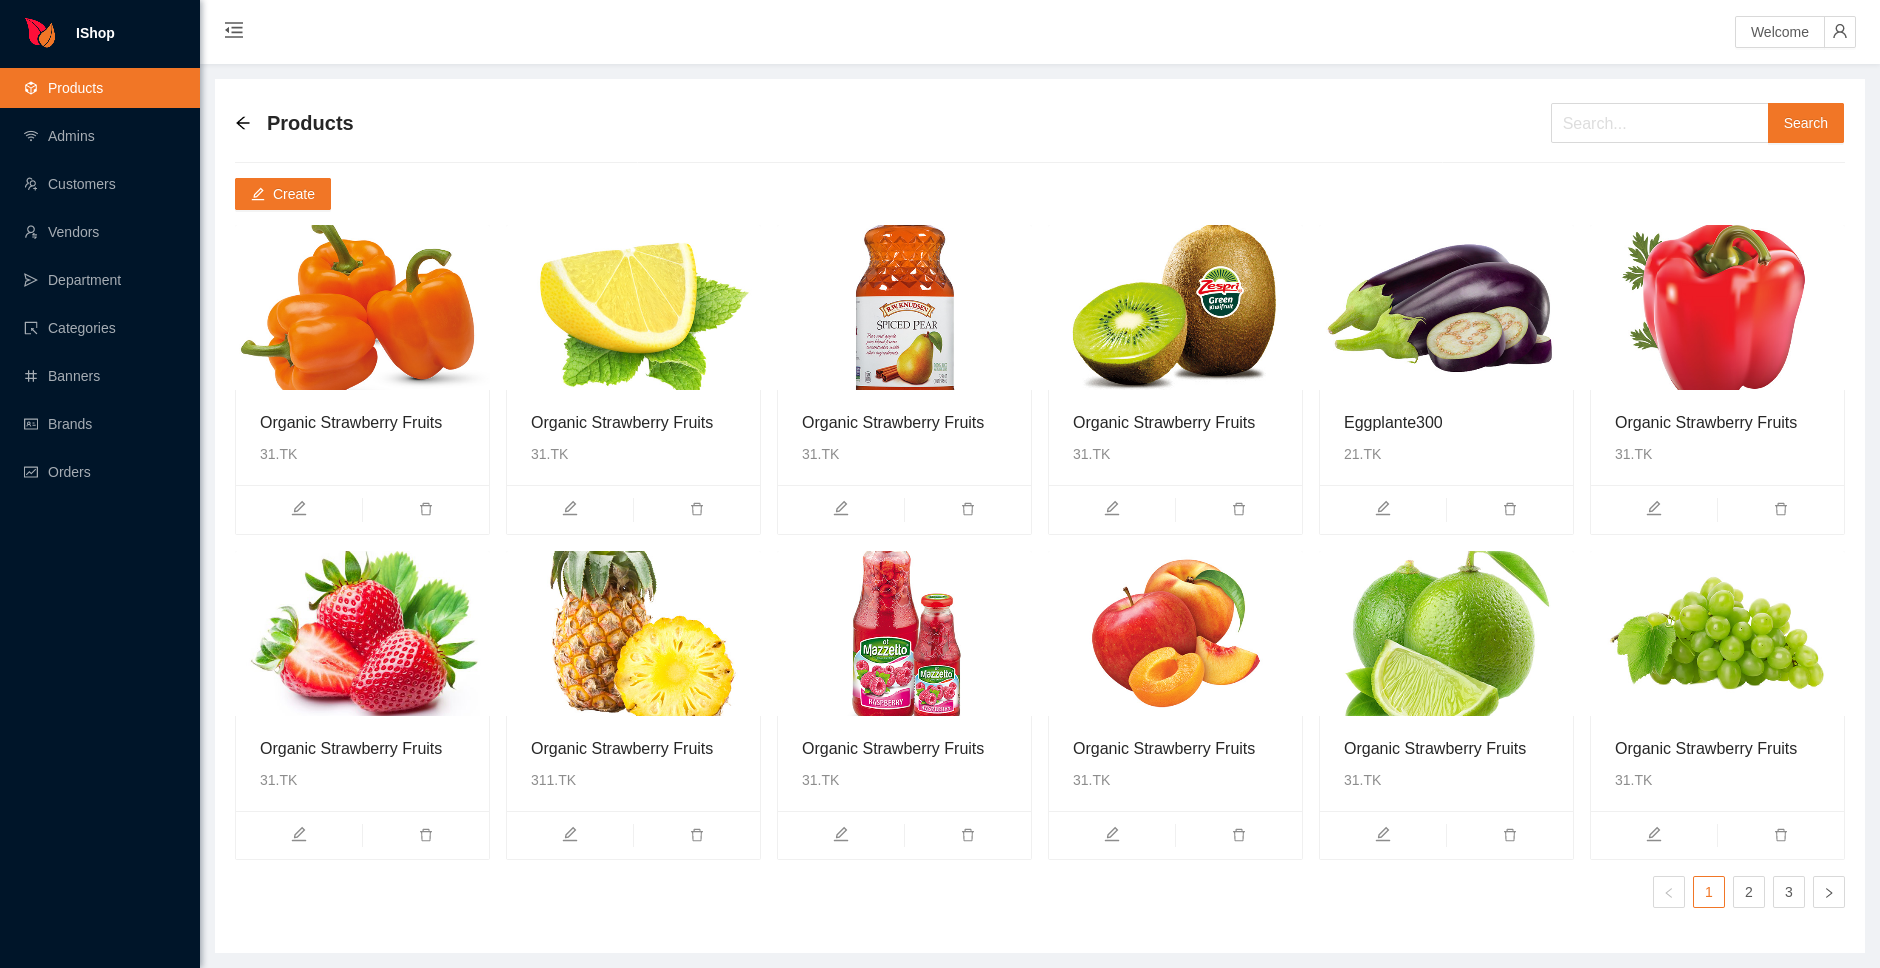 IShop
Welcome
Products
Admins
Customers
Vendors
Department
Categories
Banners
Brands
Orders
Products
Search...
Search
Create
R.W. KNUDSEN
SPICED PEAR
Zespri
Green
Kiwifruit
Organic Strawberry Fruits
31.TK
Organic Strawberry Fruits
31.TK
Organic Strawberry Fruits
31.TK
Organic Strawberry Fruits
31.TK
Eggplante300
21.TK
Organic Strawberry Fruits
31.TK
Mazzetto
RASPBERRY
Mazzetto
RASPBERRY
Organic Strawberry Fruits
31.TK
Organic Strawberry Fruits
311.TK
Organic Strawberry Fruits
31.TK
Organic Strawberry Fruits
31.TK
Organic Strawberry Fruits
31.TK
Organic Strawberry Fruits
31.TK
1
2
3